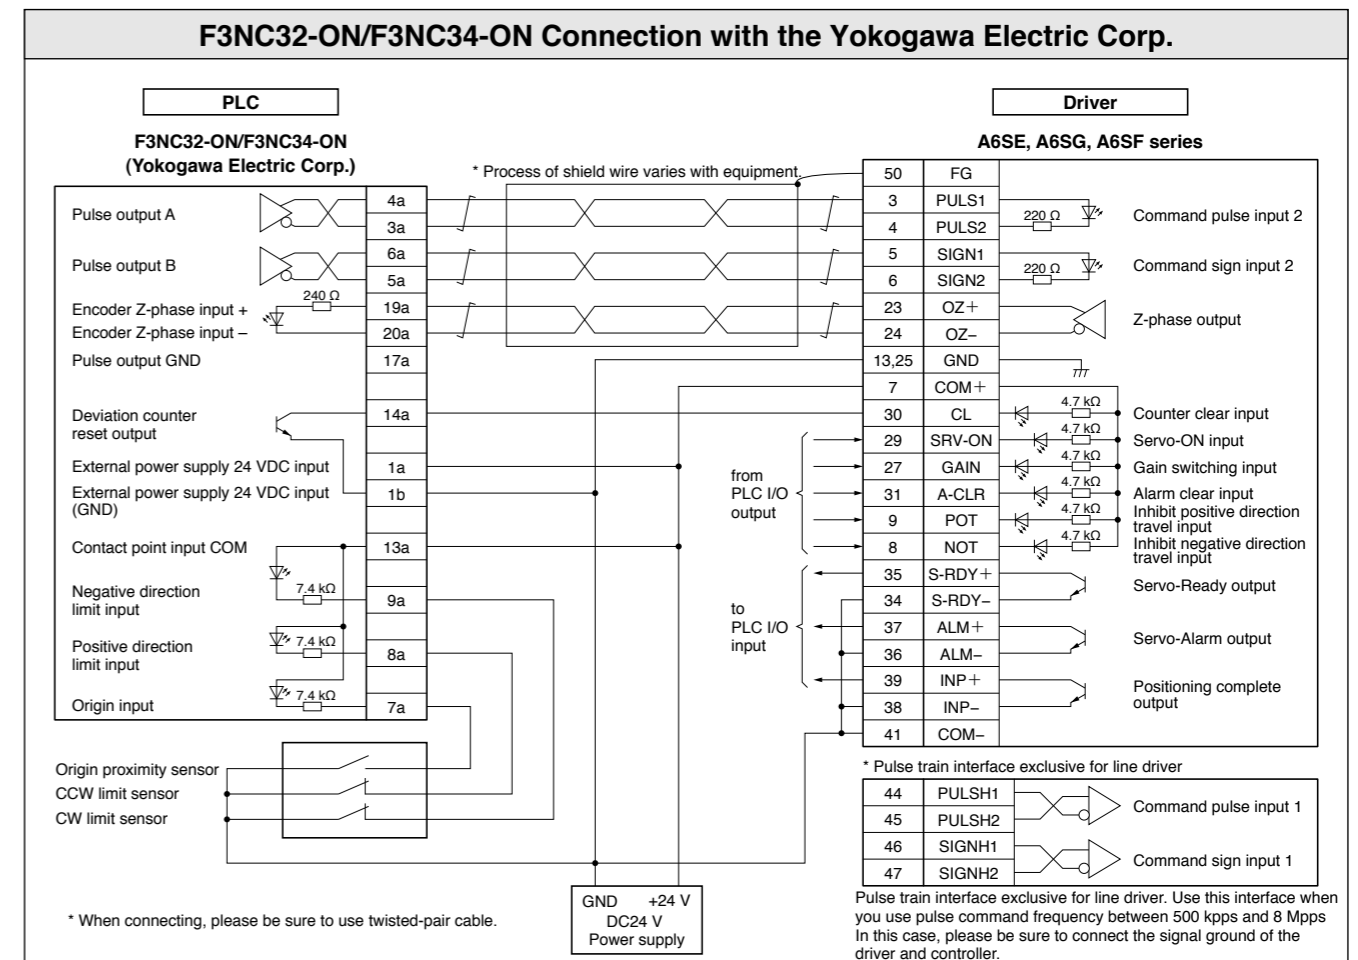 F3NC32-ON/F3NC34-ON Connection with the Yokogawa Electric Corp.
PLC
F3NC32-ON/F3NC34-ON
(Yokogawa Electric Corp.)
Driver
A6SE, A6SG, A6SF series
* Process of shield wire varies with equipment.
Pulse output A
4a
3a
Pulse output B
6a
5a
240 Ω
Encoder Z-phase input +
19a
Encoder Z-phase input –
20a
Pulse output GND
17a
Deviation counter
reset output
14a
External power supply 24 VDC input
1a
External power supply 24 VDC input
(GND)
1b
Contact point input COM
13a
Negative direction
limit input
7.4 kΩ
9a
Positive direction
limit input
7.4 kΩ
8a
Origin input
7.4 kΩ
7a
Origin proximity sensor
CCW limit sensor
CW limit sensor
from
PLC I/O
output
to
PLC I/O
input
50 FG
3 PULS1
4 PULS2
220 Ω
Command pulse input 2
5 SIGN1
6 SIGN2
220 Ω
Command sign input 2
23 OZ+
24 OZ–
Z-phase output
13,25 GND
7 COM+
30 CL 4.7 kΩ Counter clear input
29 SRV-ON 4.7 kΩ Servo-ON input
27 GAIN 4.7 kΩ Gain switching input
31 A-CLR 4.7 kΩ Alarm clear input
9 POT 4.7 kΩ Inhibit positive direction
travel input
8 NOT 4.7 kΩ Inhibit negative direction
travel input
35 S-RDY+
34 S-RDY–
Servo-Ready output
37 ALM+
36 ALM–
Servo-Alarm output
39 INP+
38 INP–
Positioning complete
output
41 COM–
* Pulse train interface exclusive for line driver
44 PULSH1
45 PULSH2
Command pulse input 1
46 SIGNH1
47 SIGNH2
Command sign input 1
Pulse train interface exclusive for line driver. Use this interface when
you use pulse command frequency between 500 kpps and 8 Mpps
In this case, please be sure to connect the signal ground of the
driver and controller.
GND +24 V
DC24 V
Power supply
* When connecting, please be sure to use twisted-pair cable.